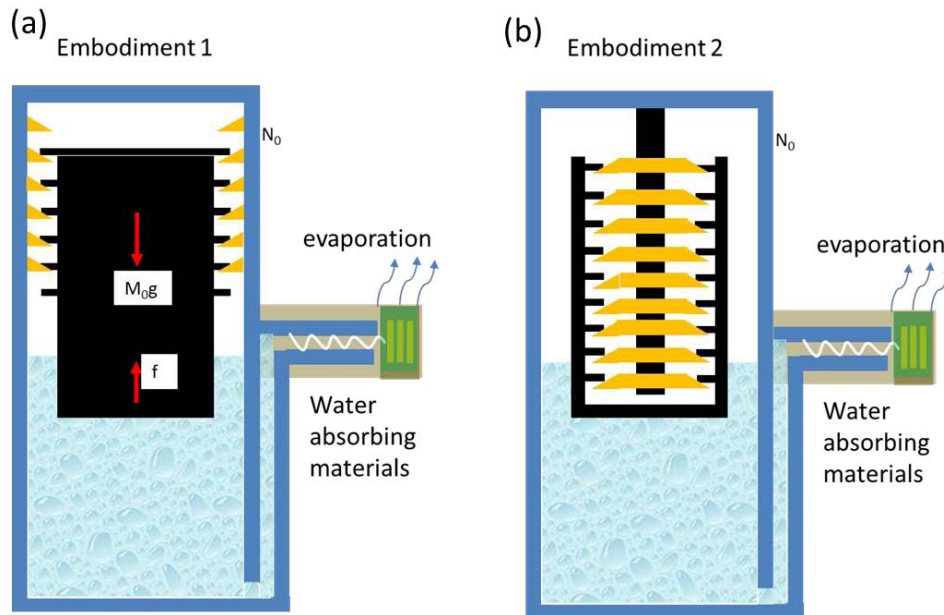 (a)
Embodiment 1
N₀
evaporation
M₀g
f
Water
absorbing
materials
(b)
Embodiment 2
N₀
evaporation
Water
absorbing
materials